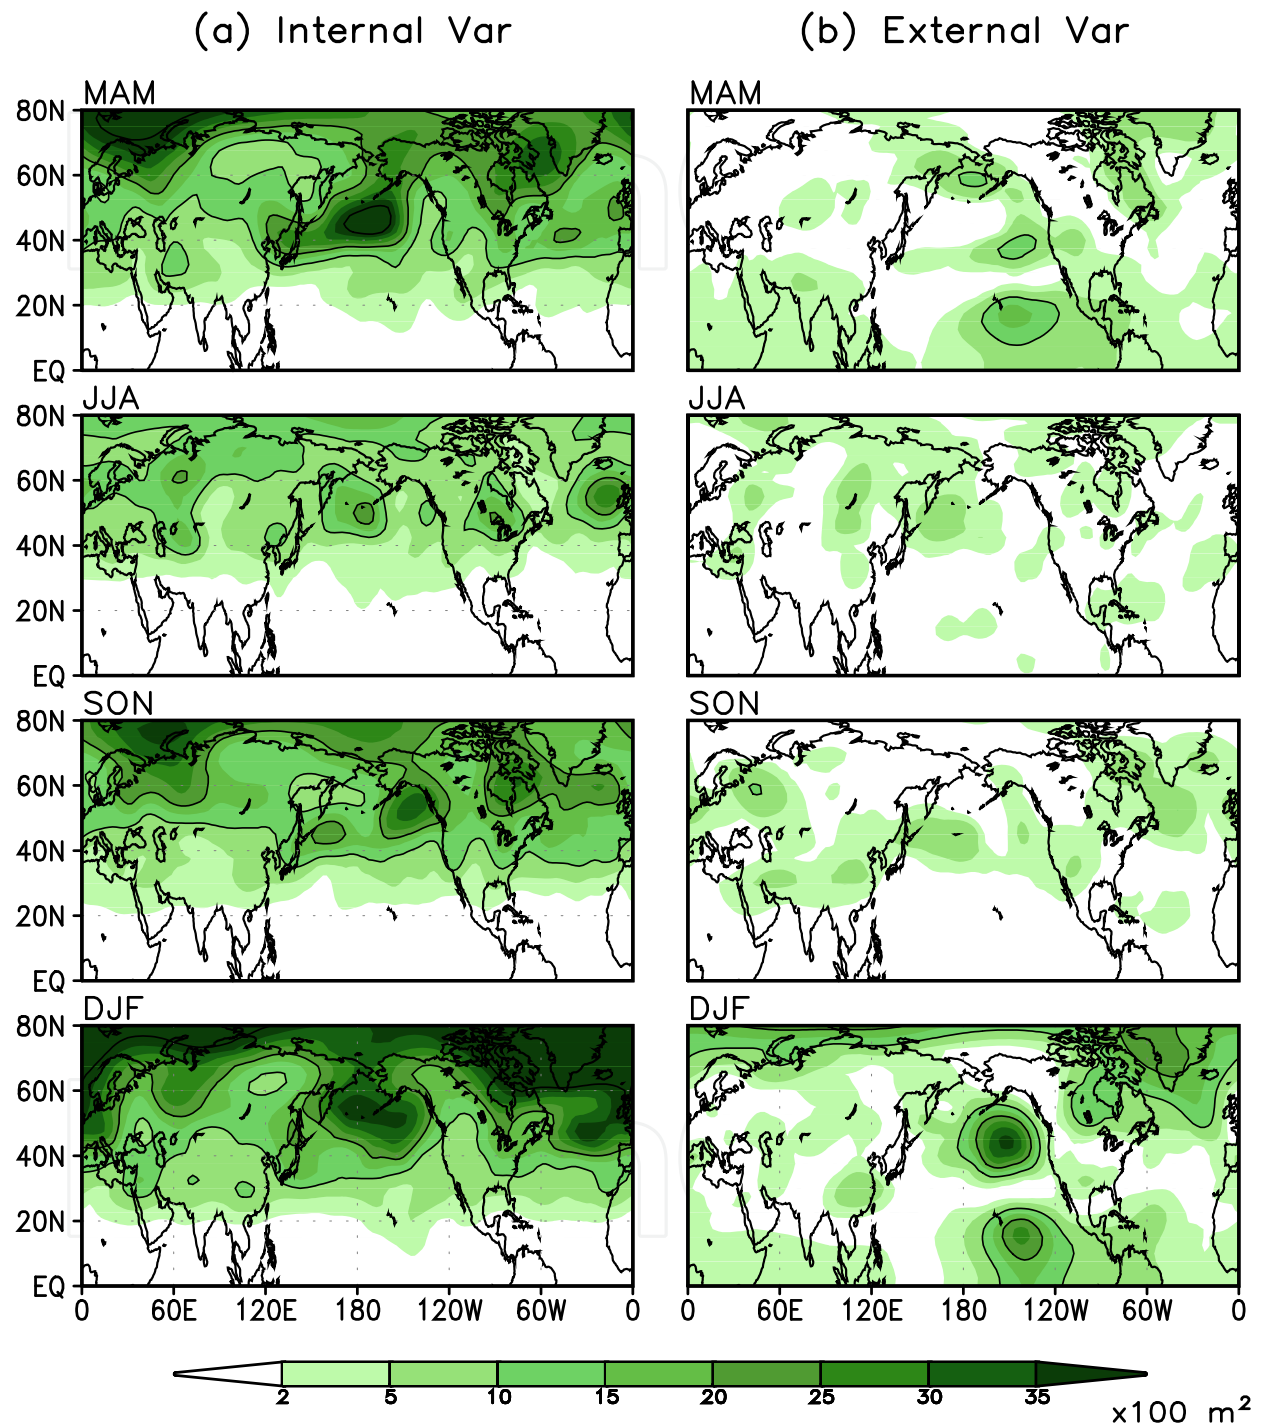 (a) Internal Var (b) External Var
MAM MAM
80N
60N
40N
20N
EQ
JJA JJA
80N
60N
40N
20N
EQ
SON SON
80N
60N
40N
20N
EQ
DJF DJF
80N
60N
40N
20N
EQ
0 60E 120E 180 120W 60W 0 0 60E 120E 180 120W 60W 0
2 5 10 15 20 25 30 35
x100 m²